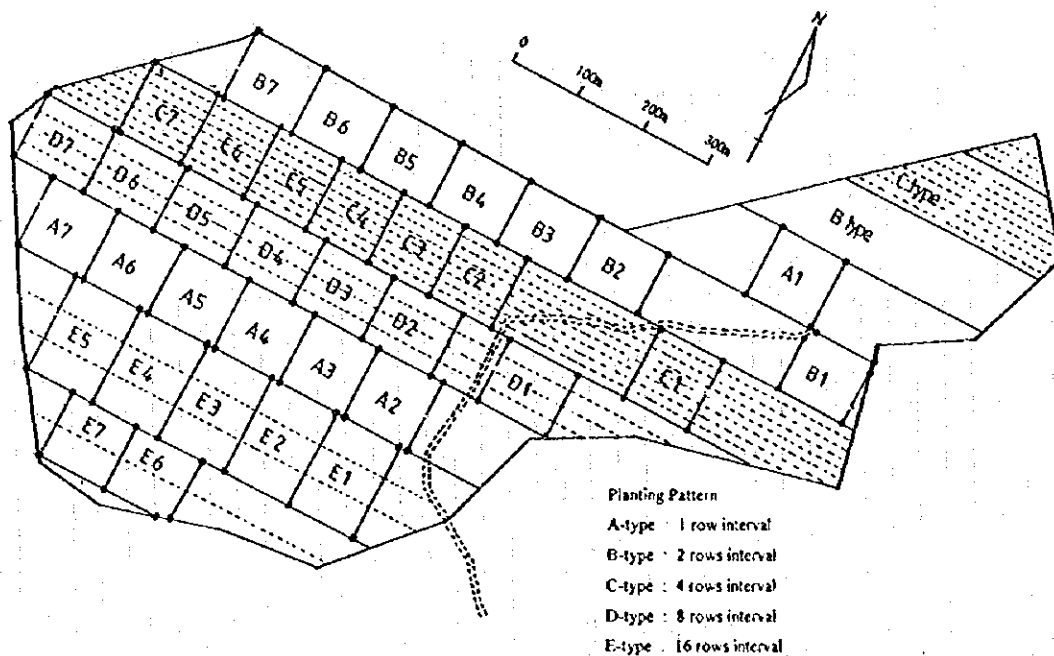 N
0
100m
200m
300m
B7
B6
B5
B4
B3
B2
A1
B1
C-type
B type
C7
E6
E5
C4
C3
C2
C1
D7
D6
D5
D4
D3
D2
D1
A7
A6
A5
A4
A3
A2
E5
E4
E3
E2
E1
E7
E6
Planting Pattern
A-type : 1 row interval
B-type : 2 rows interval
C-type : 4 rows interval
D-type : 8 rows interval
E-type . 16 rows interval